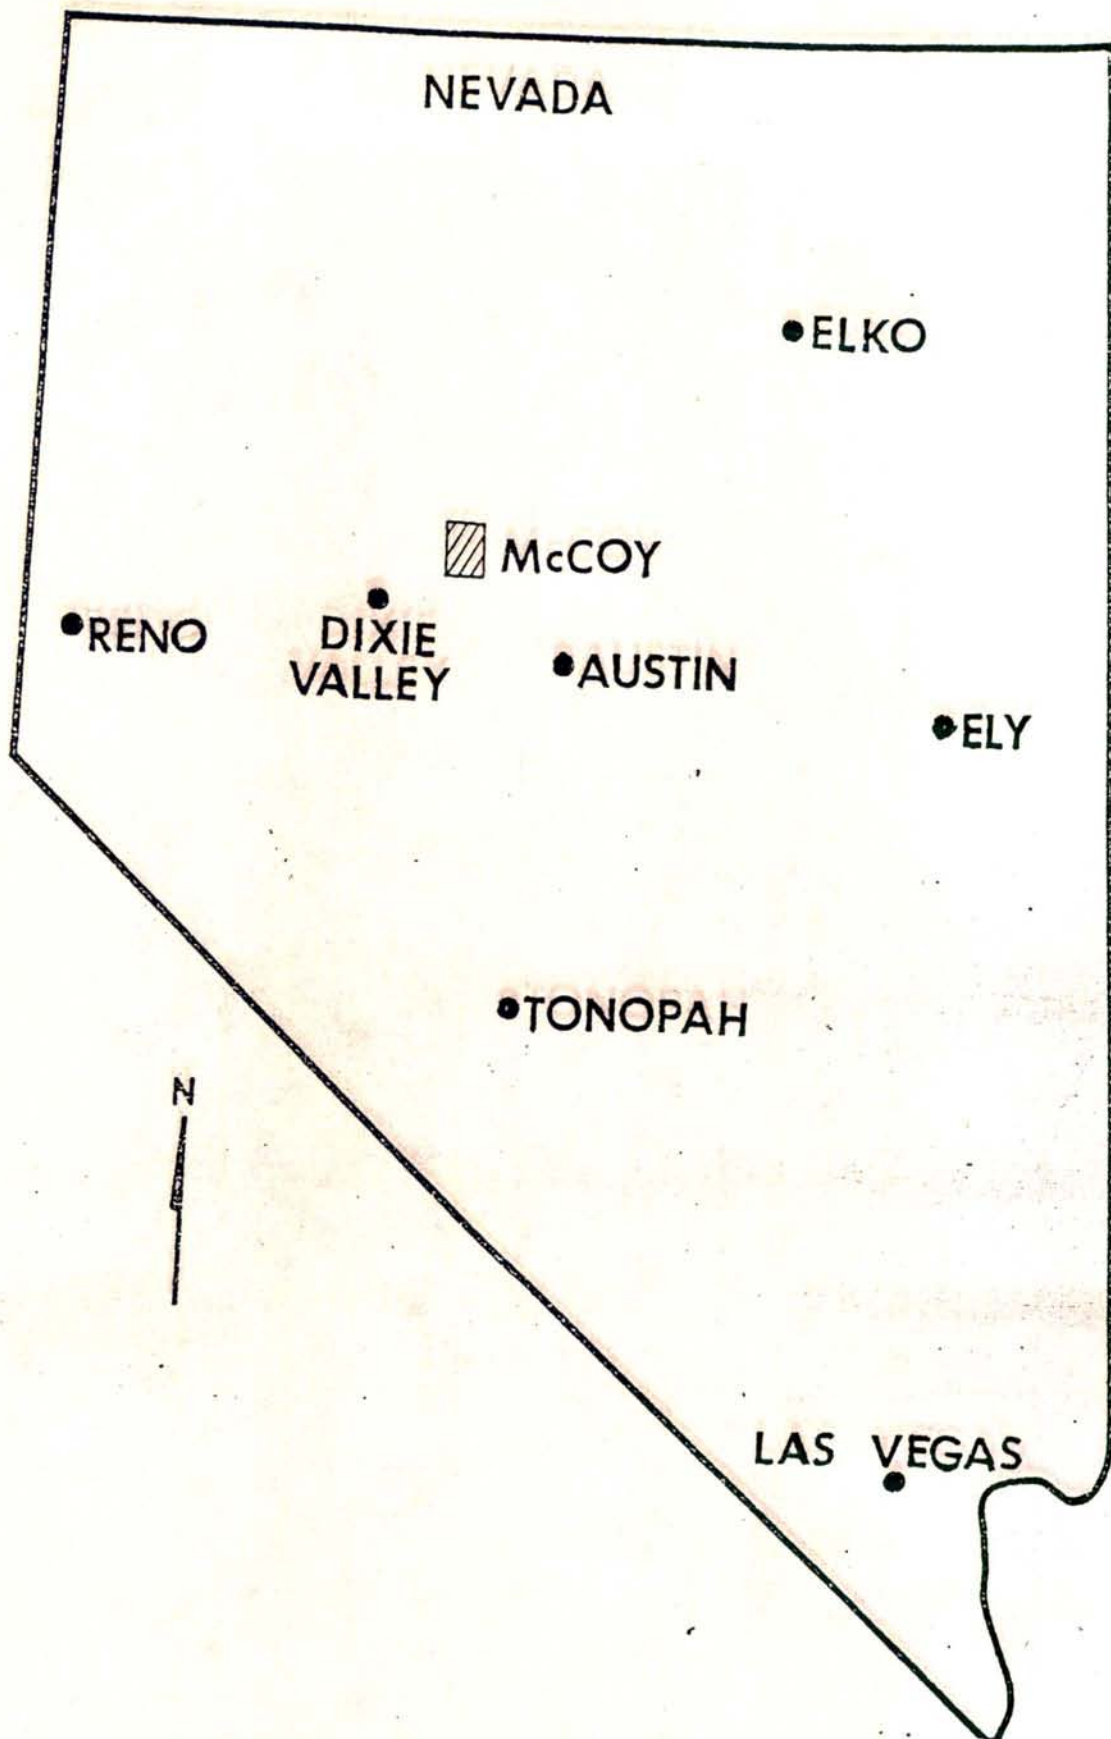 NEVADA
ELKO
McCOY
RENO
DIXIE
VALLEY
AUSTIN
ELY
TONOPAH
N
LAS VEGAS